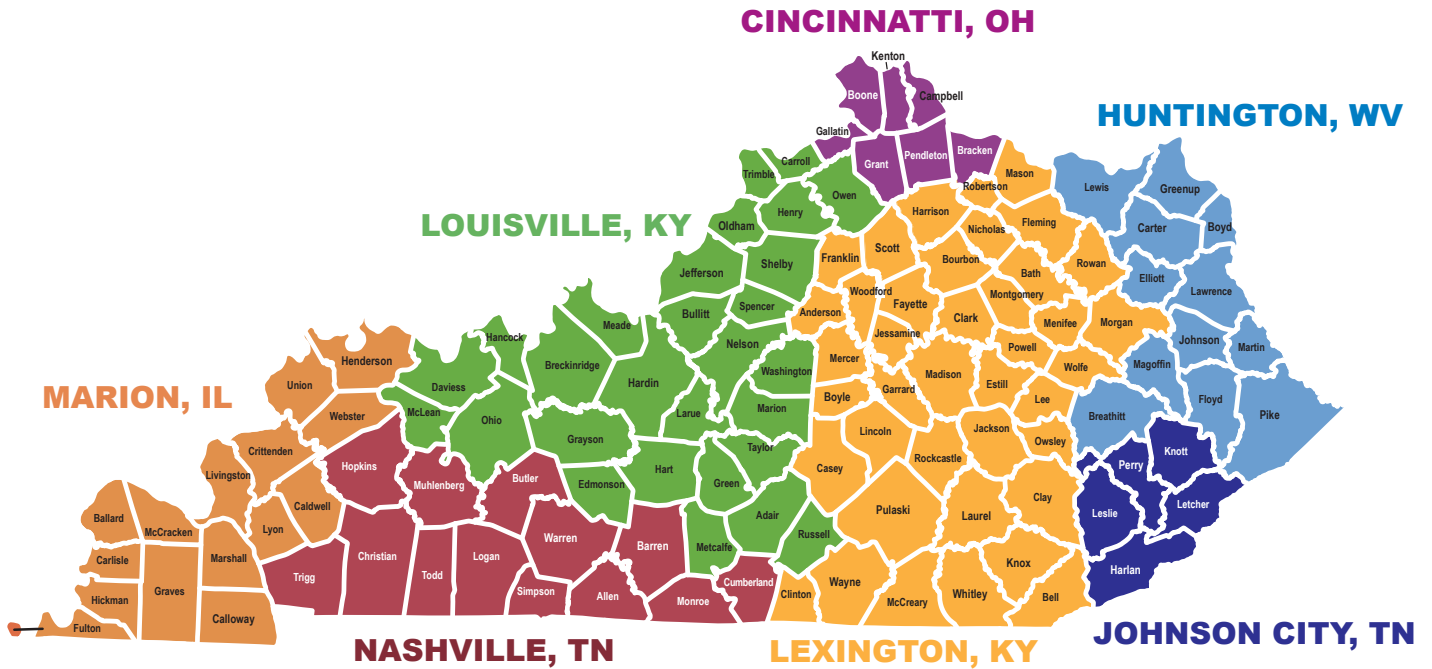 CINCINNATTI, OH
Kenton
Boone
Campbell
HUNTINGTON, WV
Gallatin
Grant
Pendleton
Bracken
Carroll
Trimble
Owen
Mason
Robertson
Lewis
Greenup
LOUISVILLE, KY
Oldham
Henry
Harrison
Nicholas
Fleming
Carter
Boyd
Jefferson
Shelby
Franklin
Scott
Bourbon
Bath
Rowan
Elliott
Lawrence
Bullitt
Spencer
Anderson
Woodford
Fayette
Montgomery
Clark
Menifee
Morgan
Hancock
Meade
Nelson
Jessamine
Powell
Johnson
Martin
Henderson
Breckinridge
Hardin
Washington
Mercer
Madison
Wolfe
Magoffin
MARION, IL
Union
Daviess
Boyle
Garrard
Estill
Lee
Floyd
Pike
Webster
McLean
Ohio
Larue
Marion
Breathitt
Crittenden
Grayson
Taylor
Lincoln
Jackson
Owsley
Livingston
Hopkins
Muhlenberg
Butler
Edmonson
Hart
Green
Casey
Rockcastle
Perry
Knott
Ballard
McCracken
Caldwell
Lyon
Clay
Leslie
Letcher
Adair
Pulaski
Laurel
Carlisle
Marshall
Christian
Logan
Warren
Barren
Metcalfe
Russell
Graves
Trigg
Todd
Simpson
Allen
Monroe
Cumberland
Clinton
Wayne
McCreary
Whitley
Knox
Bell
Harlan
Hickman
Fulton
Calloway
NASHVILLE, TN
LEXINGTON, KY
JOHNSON CITY, TN